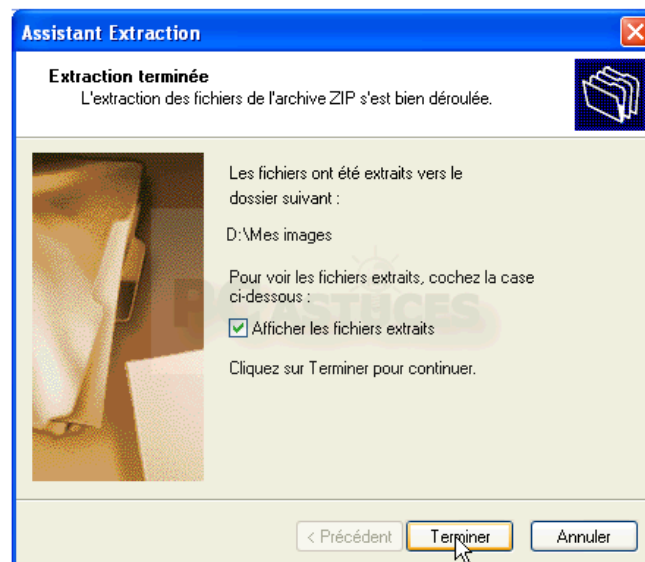 Assistant Extraction
Extraction terminée
L'extraction des fichiers de l'archive ZIP s'est bien déroulée.
Les fichiers ont été extraits vers le
dossier suivant :
D:\Mes images
Pour voir les fichiers extraits, cochez la case
ci-dessous :
PC ASTUCES
Afficher les fichiers extraits
Cliquez sur Terminer pour continuer.
< Précédent
Terminer
Annuler